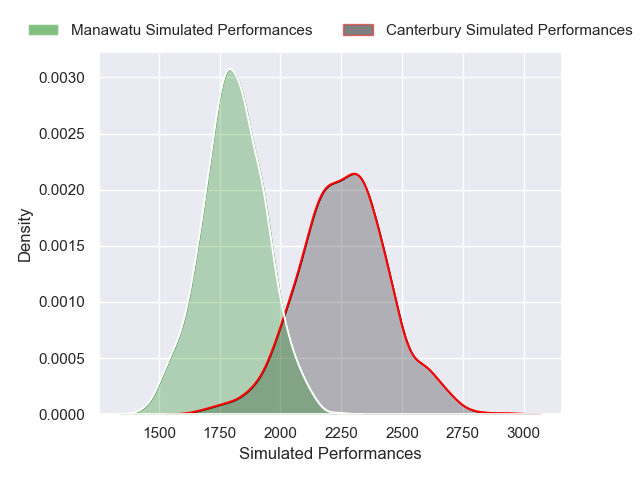 Manawatu Simulated Performances
Canterbury Simulated Performances
0.0030
0.0025
0.0020
0.0015
0.0010
0.0005
0.0000
Density
1500 1750 2000 2250 2500 2750 3000
Simulated Performances